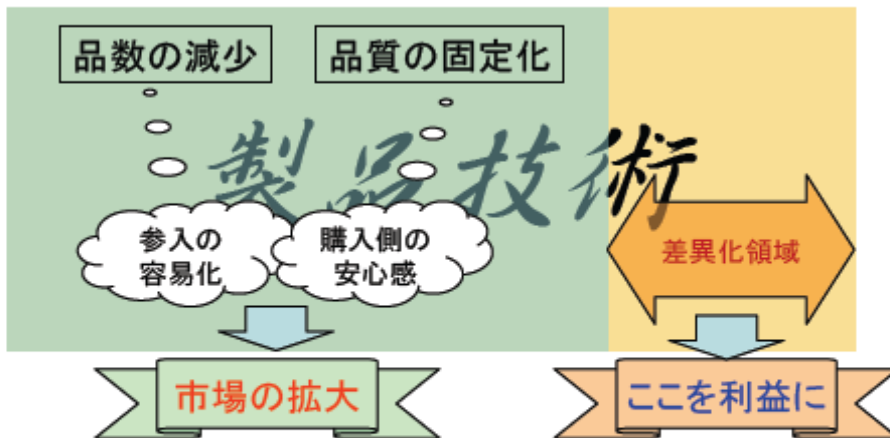 品数の減少
品質の固定化
製品技術
参入の
容易化
購入側の
安心感
差異化領域
市場の拡大
ここを利益に